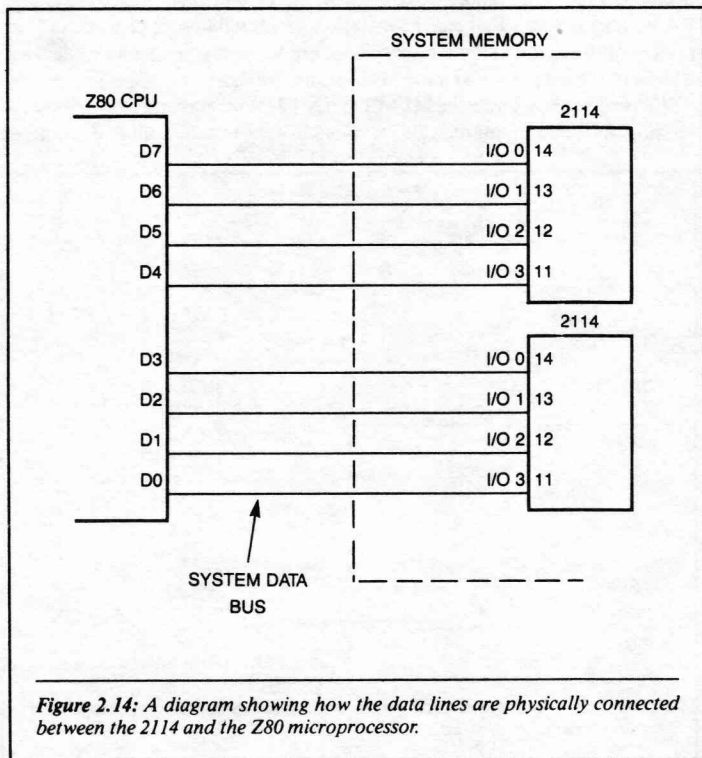 SYSTEM MEMORY
Z80 CPU
2114
D7 I/O 0 14
D6 I/O 1 13
D5 I/O 2 12
D4 I/O 3 11
2114
D3 I/O 0 14
D2 I/O 1 13
D1 I/O 2 12
D0 I/O 3 11
SYSTEM DATA
BUS
Figure 2.14: A diagram showing how the data lines are physically connected
between the 2114 and the Z80 microprocessor.